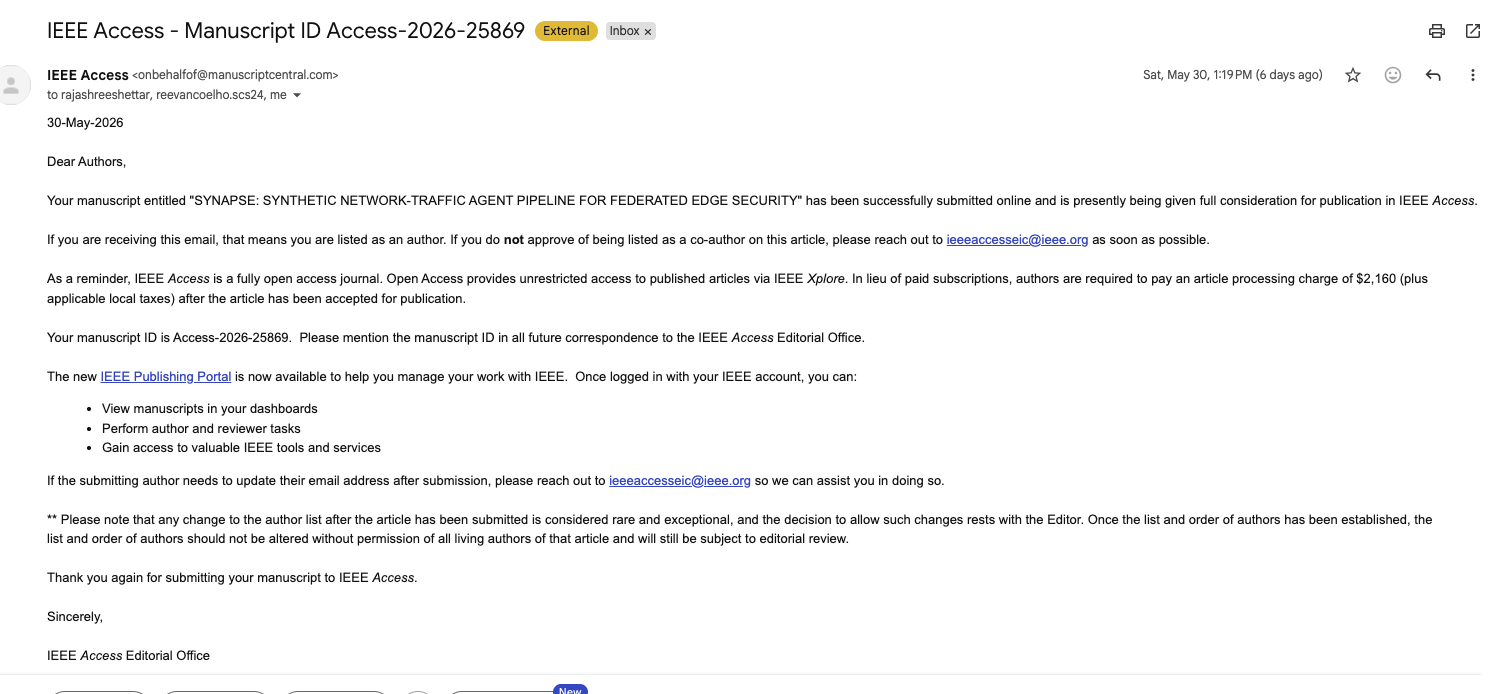 IEEE Access - Manuscript ID Access-2026-25869 External Inbox ×
IEEE Access <onbehalfof@manuscriptcentral.com> Sat, May 30, 1:19 PM (6 days ago)
to rajashreeshettar, reevancoelho.scs24, me
30-May-2026
Dear Authors,
Your manuscript entitled "SYNAPSE: SYNTHETIC NETWORK-TRAFFIC AGENT PIPELINE FOR FEDERATED EDGE SECURITY" has been successfully submitted online and is presently being given full consideration for publication in IEEE Access.
If you are receiving this email, that means you are listed as an author. If you do not approve of being listed as a co-author on this article, please reach out to ieeeaccesseic@ieee.org as soon as possible.
As a reminder, IEEE Access is a fully open access journal. Open Access provides unrestricted access to published articles via IEEE Xplore. In lieu of paid subscriptions, authors are required to pay an article processing charge of $2,160 (plus
applicable local taxes) after the article has been accepted for publication.
Your manuscript ID is Access-2026-25869.  Please mention the manuscript ID in all future correspondence to the IEEE Access Editorial Office.
The new IEEE Publishing Portal is now available to help you manage your work with IEEE.  Once logged in with your IEEE account, you can:
• View manuscripts in your dashboards
• Perform author and reviewer tasks
• Gain access to valuable IEEE tools and services
If the submitting author needs to update their email address after submission, please reach out to ieeeaccesseic@ieee.org so we can assist you in doing so.
** Please note that any change to the author list after the article has been submitted is considered rare and exceptional, and the decision to allow such changes rests with the Editor. Once the list and order of authors has been established, the
list and order of authors should not be altered without permission of all living authors of that article and will still be subject to editorial review.
Thank you again for submitting your manuscript to IEEE Access.
Sincerely,
IEEE Access Editorial Office
New